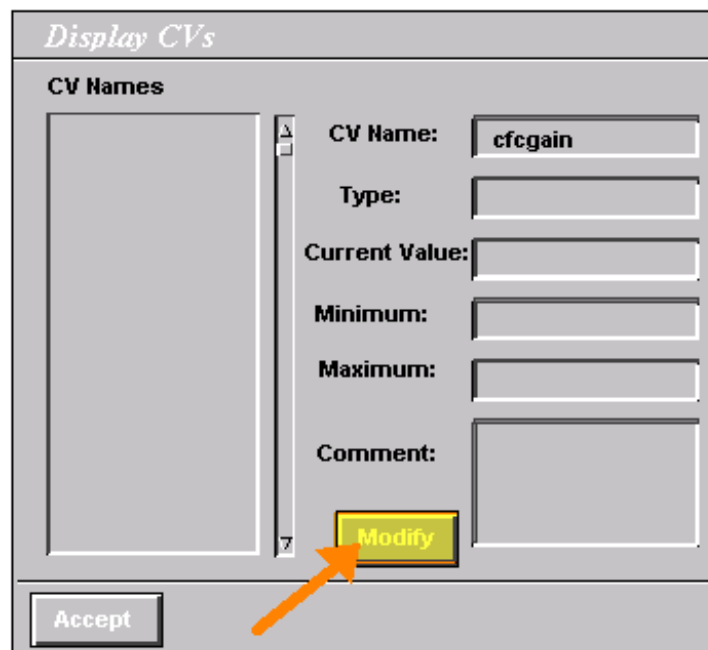 Display CVs
CV Names
CV Name:
cfcgain
Type:
Current Value:
Minimum:
Maximum:
Comment:
Modify
Accept